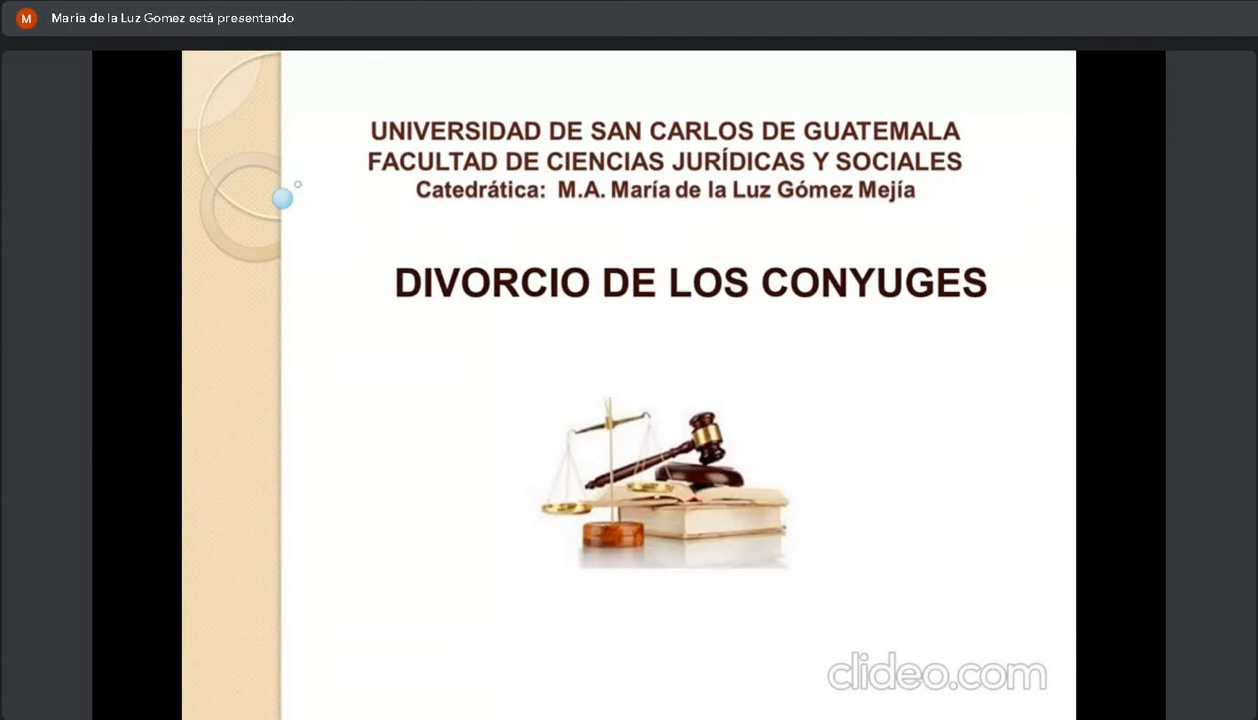 M
María de la Luz Gomez está presentando
UNIVERSIDAD DE SAN CARLOS DE GUATEMALA
FACULTAD DE CIENCIAS JURÍDICAS Y SOCIALES
Catedrática: M.A. María de la Luz Gómez Mejía
DIVORCIO DE LOS CONYUGES
clideo.com